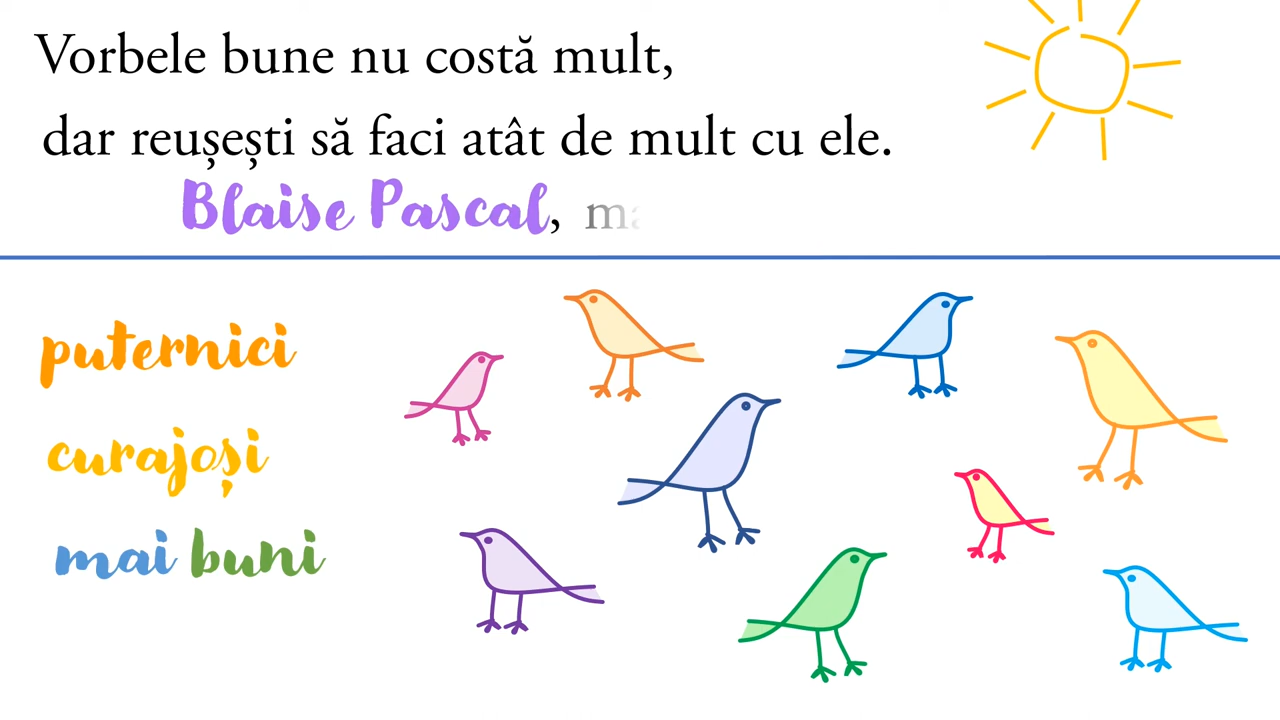 Vorbele bune nu costă mult,
dar reușești să faci atât de mult cu ele.
Blaise Pascal,
puternici
curajoși
mai buni